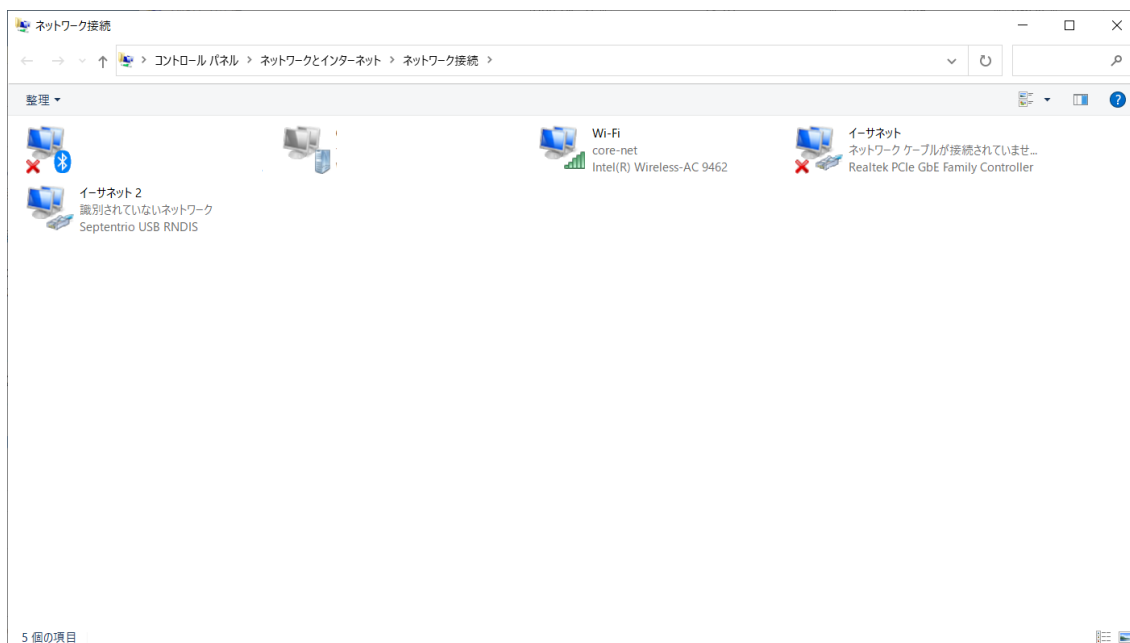 ネットワーク接続
コントロール パネル > ネットワークとインターネット > ネットワーク接続 >
整理
Wi-Fi
core-net
Intel(R) Wireless-AC 9462
イーサネット
ネットワーク ケーブルが接続されていませ...
Realtek PCIe GbE Family Controller
イーサネット 2
識別されていないネットワーク
Septentrio USB RNDIS
5 個の項目